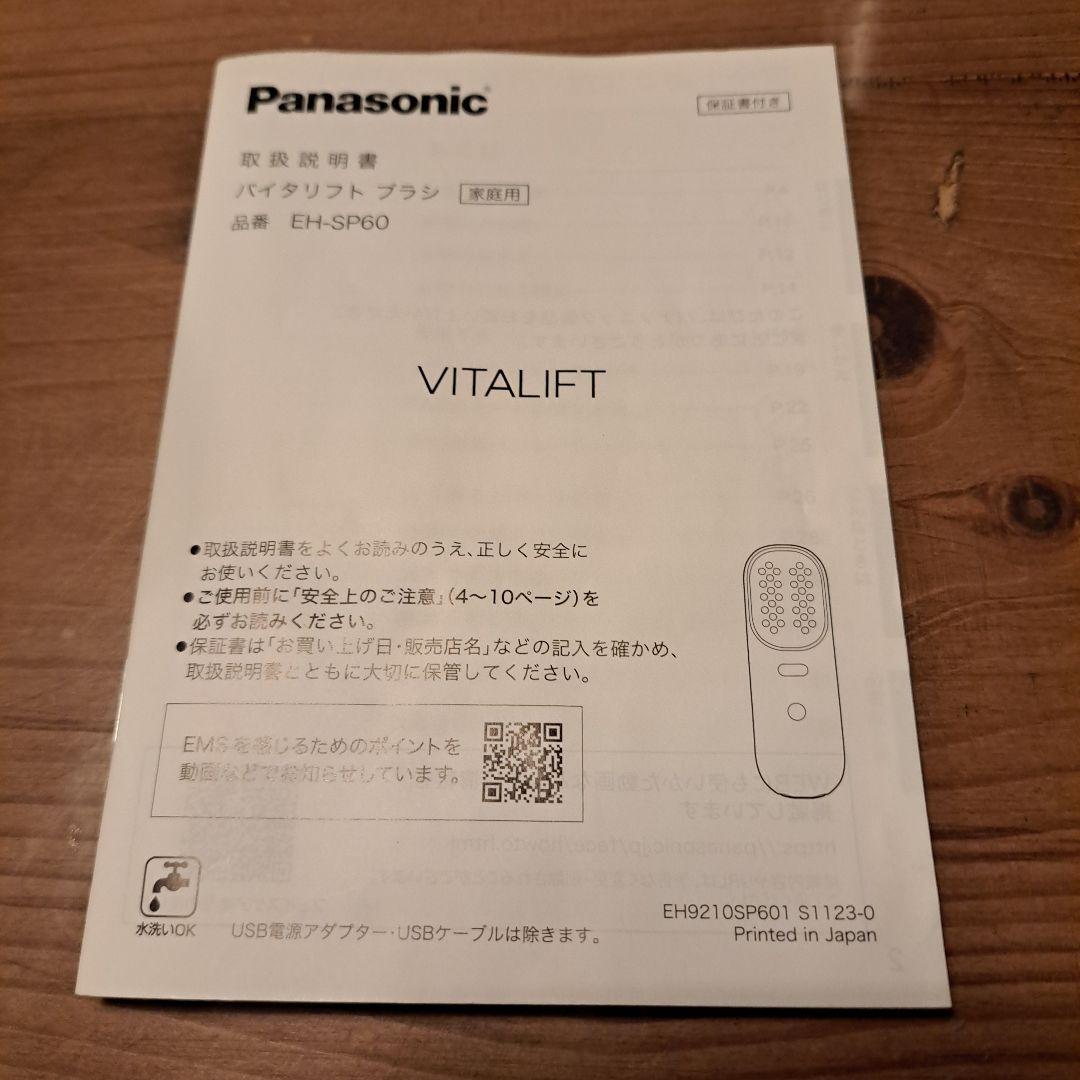 Panasonic
保証書付き
取扱説明書
バイタリフト ブラシ 家庭用
品番 EH-SP60
VITALIFT
●取扱説明書をよくお読みのうえ、正しく安全に
お使いください。
●ご使用前に「安全上のご注意」(4〜10ページ)を
必ずお読みください。
●保証書は「お買い上げ日・販売店名」などの記入を確かめ、
取扱説明書とともに大切に保管してください。
EMSを感じるためのポイントを
動画などでお知らせしています。
水洗いOK
USB電源アダプター・USBケーブルは除きます。
EH9210SP601 S1123-0
Printed in Japan